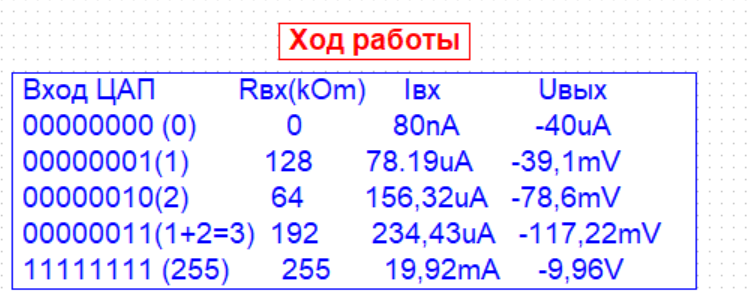 Ход работы
Вход ЦАП Rвх(kOm) Iвх Uвых
00000000 (0) 0 80nA -40uA
00000001(1) 128 78.19uA -39,1mV
00000010(2) 64 156,32uA -78,6mV
00000011(1+2=3) 192 234,43uA -117,22mV
11111111 (255) 255 19,92mA -9,96V